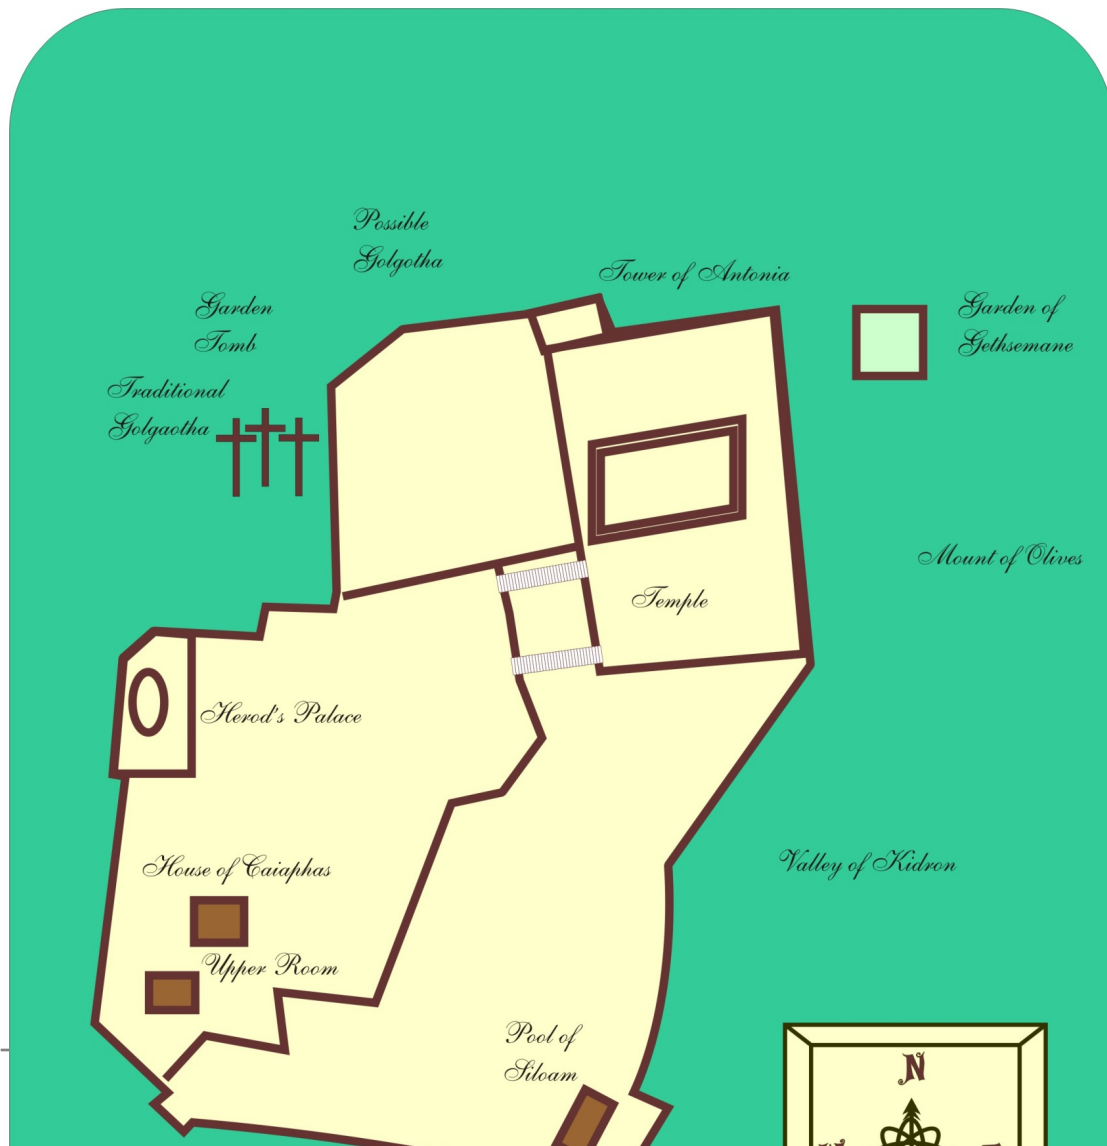 Possible
Golgotha
Tower of Antonia
Garden
Tomb
Garden of
Gethsemane
Traditional
Golgaotha
Mount of Olives
Temple
Herod's Palace
House of Caiaphas
Valley of Kidron
Upper Room
Pool of
Siloam
N